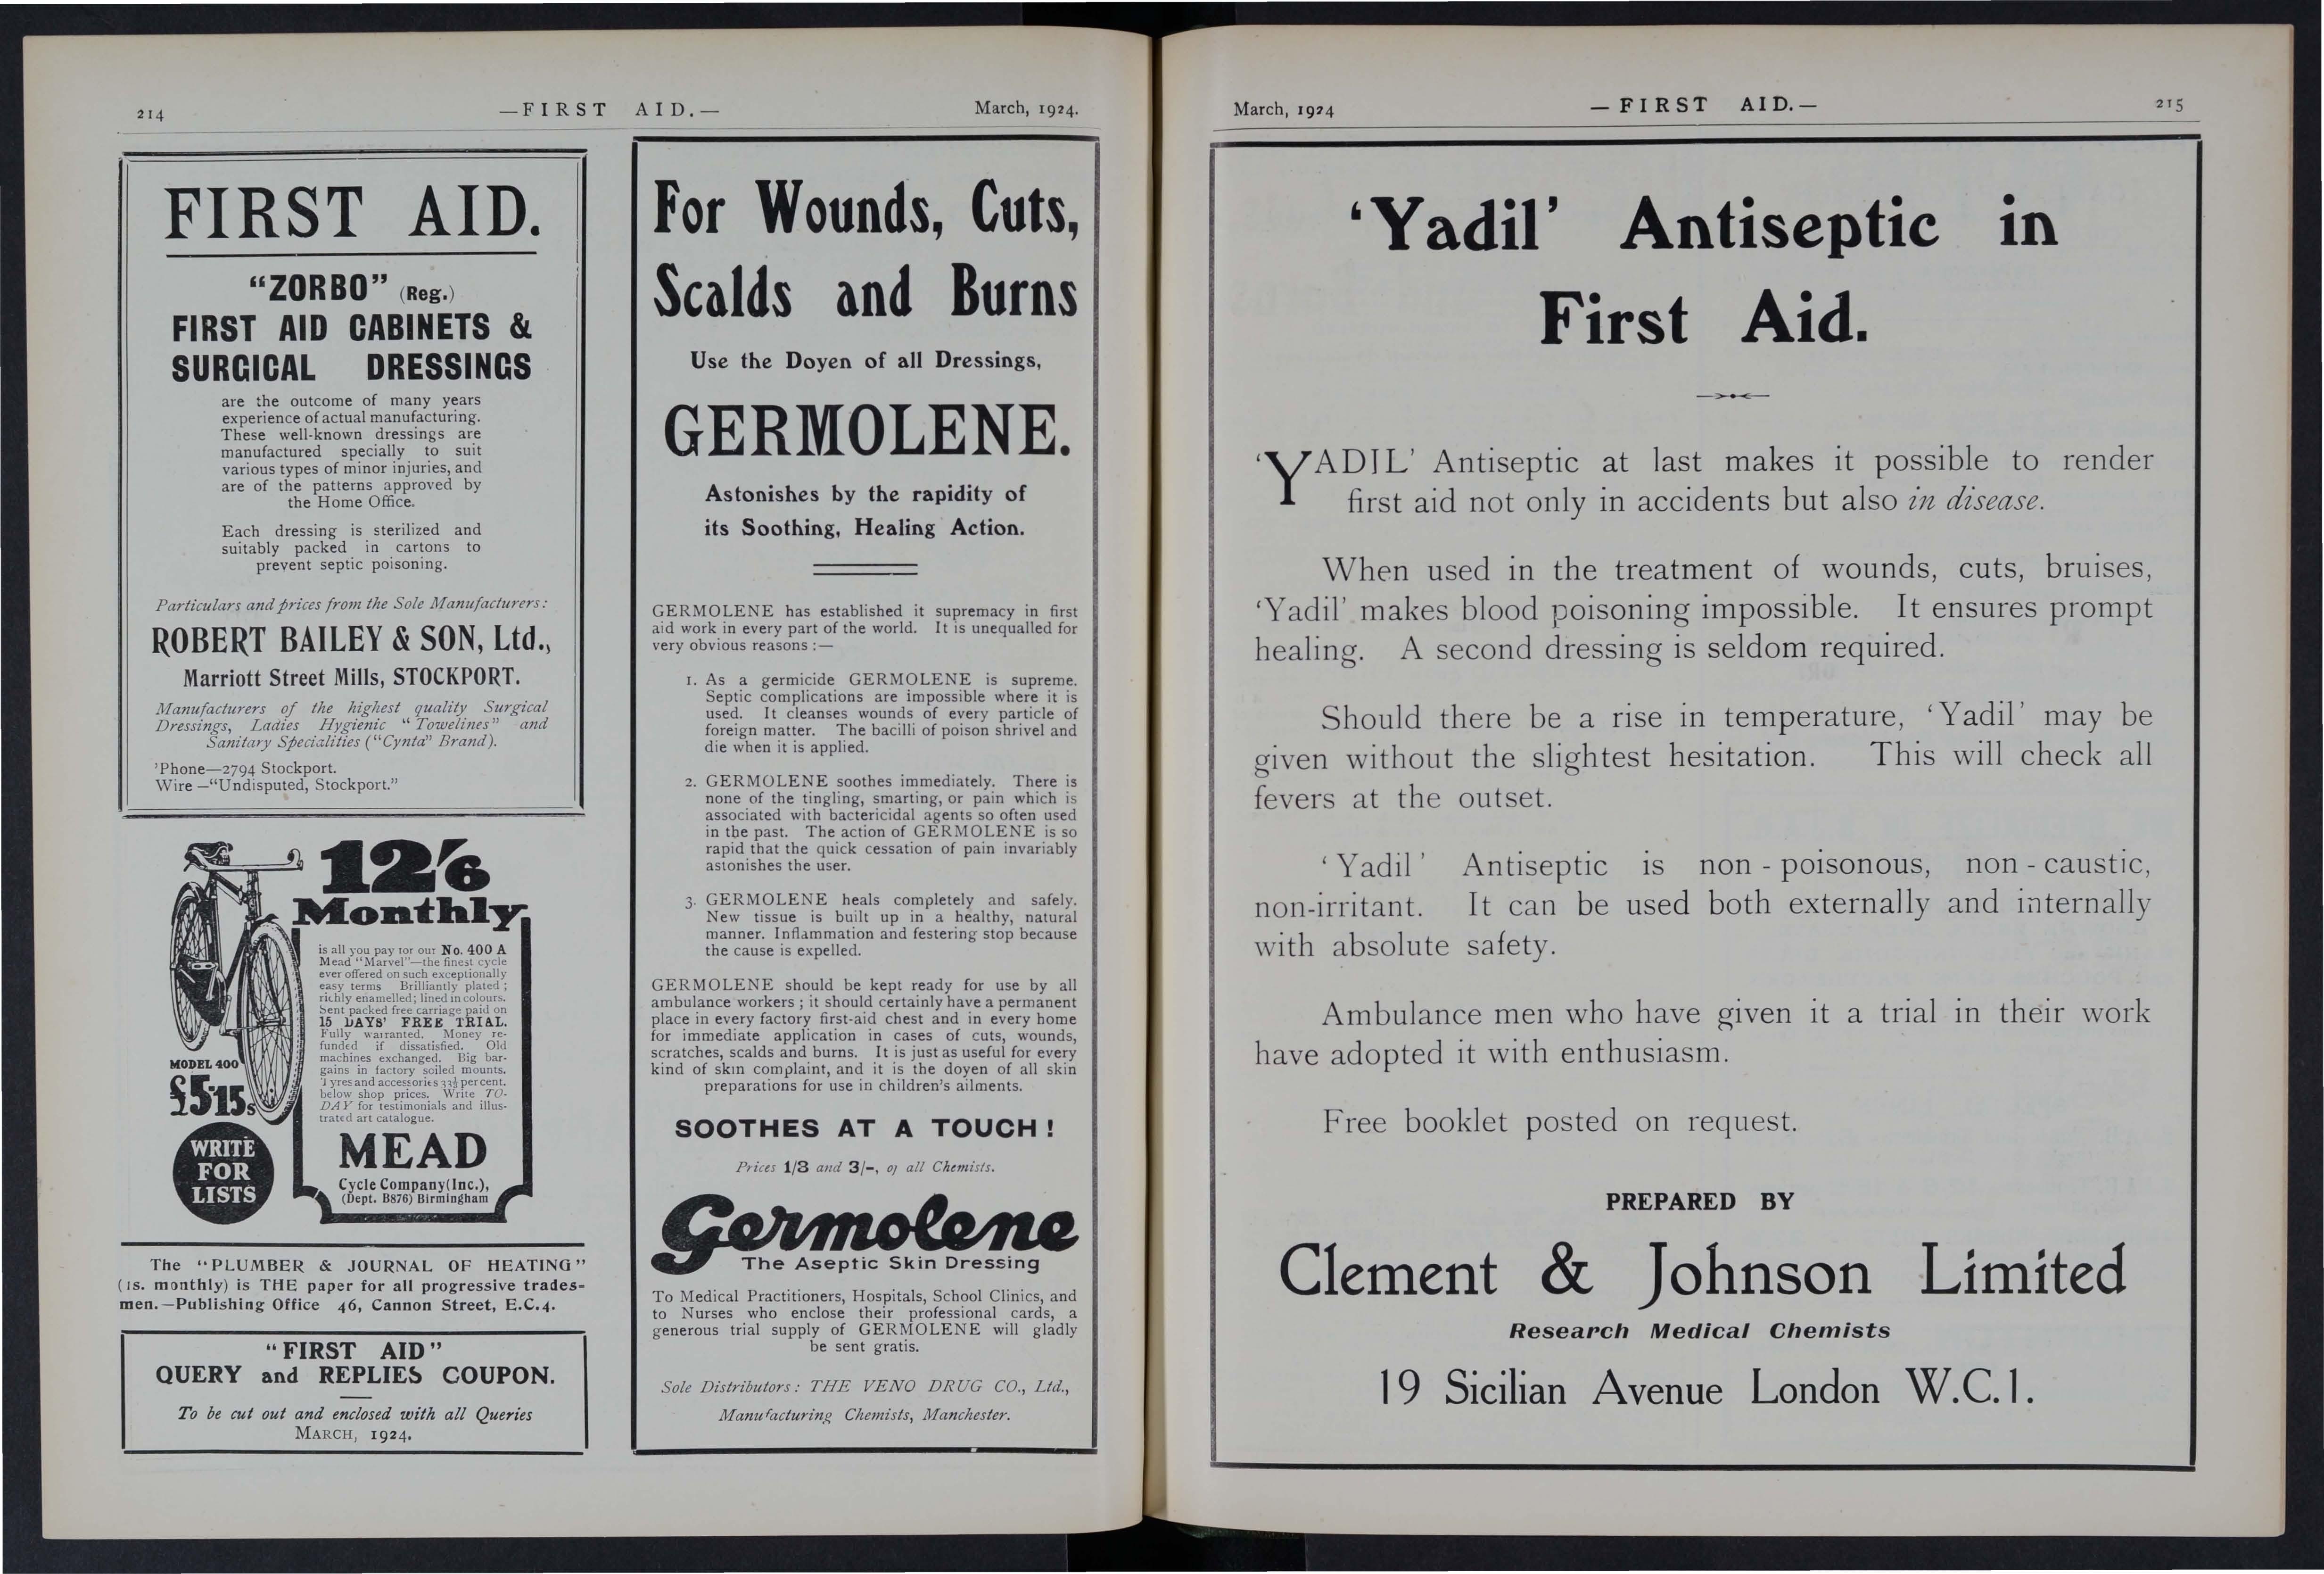 214
—FIRST AID.—
March, 1924.
FIRST AID.
"ZORBO" (Reg.)
FIRST AID CABINETS &
SURGICAL DRESSINGS
are the outcome of many years
experience of actual manufacturing.
These well-known dressings are
manufactured specially to suit
various types of minor injuries, and
are of the patterns approved by
the Home Office.
Each dressing is sterilized and
suitably packed in cartons to
prevent septic poisoning.
Particulars and prices from the Sole Manufacturers:
ROBERT BAILEY & SON, Ltd.,
Marriott Street Mills, STOCKPORT.
Manufacturers of the highest quality Surgical
Dressings, Ladies Hygienic "Towelines" and
Sanitary Specialities ("Cynta" Brand).
'Phone—2794 Stockport.
Wire—"Undisputed, Stockport."
12/6
Monthly
is all you pay for our No. 400 A
Mead "Marvel"—the finest cycle
ever offered on such exceptionally
easy terms Brilliantly plated;
richly enamelled; lined in colours.
Sent packed free carriage paid on
15 DAYS' FREE TRIAL.
Fully warranted. Money re-
funded if dissatisfied. Old
machines exchanged. Big bar-
gains in factory soiled mounts.
Tyres and accessories 33⅓ per cent.
below shop prices. Write TO-
DAY for testimonials and illus-
trated art catalogue.
MODEL 400
£5.15s
WRITE
FOR
LISTS
MEAD
Cycle Company (Inc.),
(Dept. B876) Birmingham
The "PLUMBER & JOURNAL OF HEATING"
(1s. monthly) is THE paper for all progressive trades-
men.—Publishing Office 46, Cannon Street, E.C.4.
"FIRST AID"
QUERY and REPLIES COUPON.
To be cut out and enclosed with all Queries
MARCH, 1924.
For Wounds, Cuts,
Scalds and Burns
Use the Doyen of all Dressings,
GERMOLENE.
Astonishes by the rapidity of
its Soothing, Healing Action.
GERMOLENE has established it supremacy in first
aid work in every part of the world. It is unequalled for
very obvious reasons:—
1. As a germicide GERMOLENE is supreme.
Septic complications are impossible where it is
used. It cleanses wounds of every particle of
foreign matter. The bacilli of poison shrivel and
die when it is applied.
2. GERMOLENE soothes immediately. There is
none of the tingling, smarting, or pain which is
associated with bactericidal agents so often used
in the past. The action of GERMOLENE is so
rapid that the quick cessation of pain invariably
astonishes the user.
3. GERMOLENE heals completely and safely.
New tissue is built up in a healthy, natural
manner. Inflammation and festering stop because
the cause is expelled.
GERMOLENE should be kept ready for use by all
ambulance workers; it should certainly have a permanent
place in every factory first-aid chest and in every home
for immediate application in cases of cuts, wounds,
scratches, scalds and burns. It is just as useful for every
kind of skin complaint, and it is the doyen of all skin
preparations for use in children's ailments.
SOOTHES AT A TOUCH!
Prices 1/3 and 3/-, of all Chemists.
Germolene
The Aseptic Skin Dressing
To Medical Practitioners, Hospitals, School Clinics, and
to Nurses who enclose their professional cards, a
generous trial supply of GERMOLENE will gladly
be sent gratis.
Sole Distributors: THE VENO DRUG CO., Ltd.,
Manufacturing Chemists, Manchester.
March, 1924
—FIRST AID.—
215
'Yadil' Antiseptic in
First Aid.
'YADIL' Antiseptic at last makes it possible to render
first aid not only in accidents but also in disease.
When used in the treatment of wounds, cuts, bruises,
'Yadil' makes blood poisoning impossible. It ensures prompt
healing. A second dressing is seldom required.
Should there be a rise in temperature, 'Yadil' may be
given without the slightest hesitation. This will check all
fevers at the outset.
'Yadil' Antiseptic is non-poisonous, non-caustic,
non-irritant. It can be used both externally and internally
with absolute safety.
Ambulance men who have given it a trial in their work
have adopted it with enthusiasm.
Free booklet posted on request.
PREPARED BY
Clement & Johnson Limited
Research Medical Chemists
19 Sicilian Avenue London W.C.1.